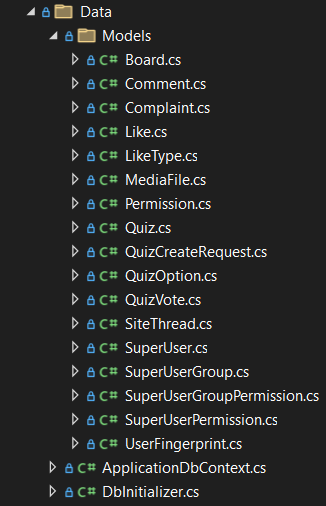 Data
Models
C# Board.cs
C# Comment.cs
C# Complaint.cs
C# Like.cs
C# LikeType.cs
C# MediaFile.cs
C# Permission.cs
C# Quiz.cs
C# QuizCreateRequest.cs
C# QuizOption.cs
C# QuizVote.cs
C# SiteThread.cs
C# SuperUser.cs
C# SuperUserGroup.cs
C# SuperUserGroupPermission.cs
C# SuperUserPermission.cs
C# UserFingerprint.cs
C# ApplicationDbContext.cs
C# DbInitializer.cs